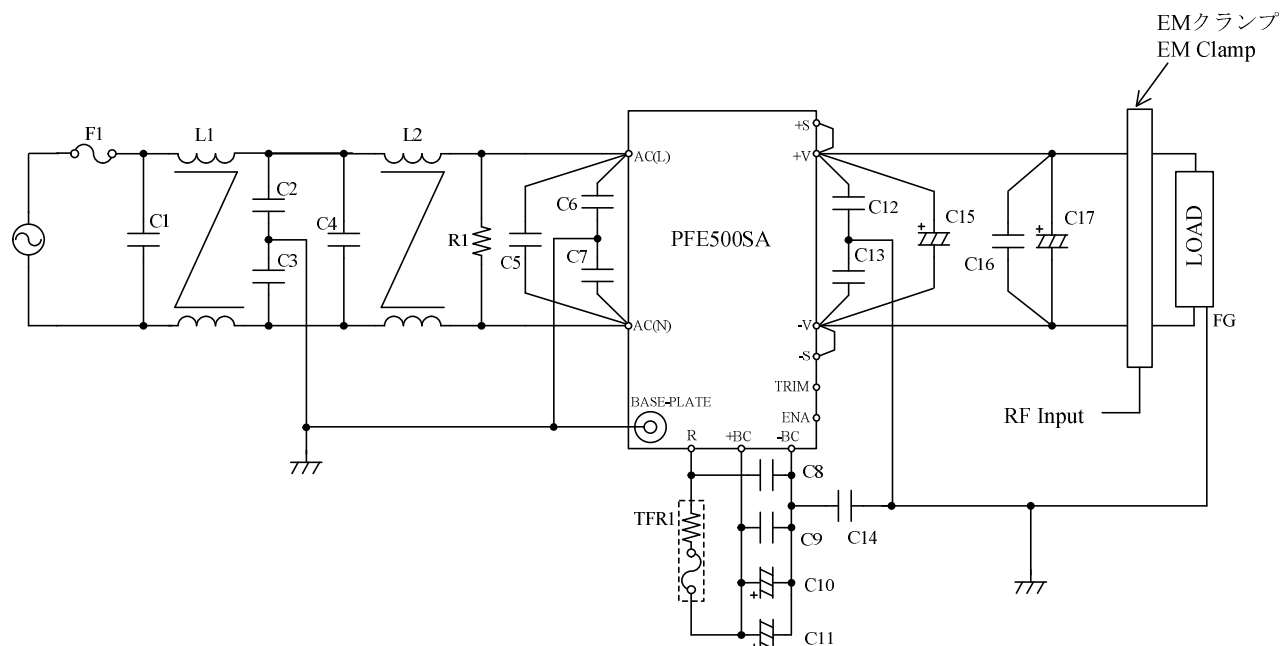 EMクランプ
EM Clamp
F1
L1
L2
+S
AC(L)
+V
C1
C2
C3
C4
R1
C5
C6
C7
PFE500SA
C12
C13
C15
C16
C17
LOAD
AC(N)
-V
FG
-S
TRIM
RF Input
BASE-PLATE
ENA
R
+BC
-BC
C8
TFR1
C9
C14
C10
+
C11
+
+
+